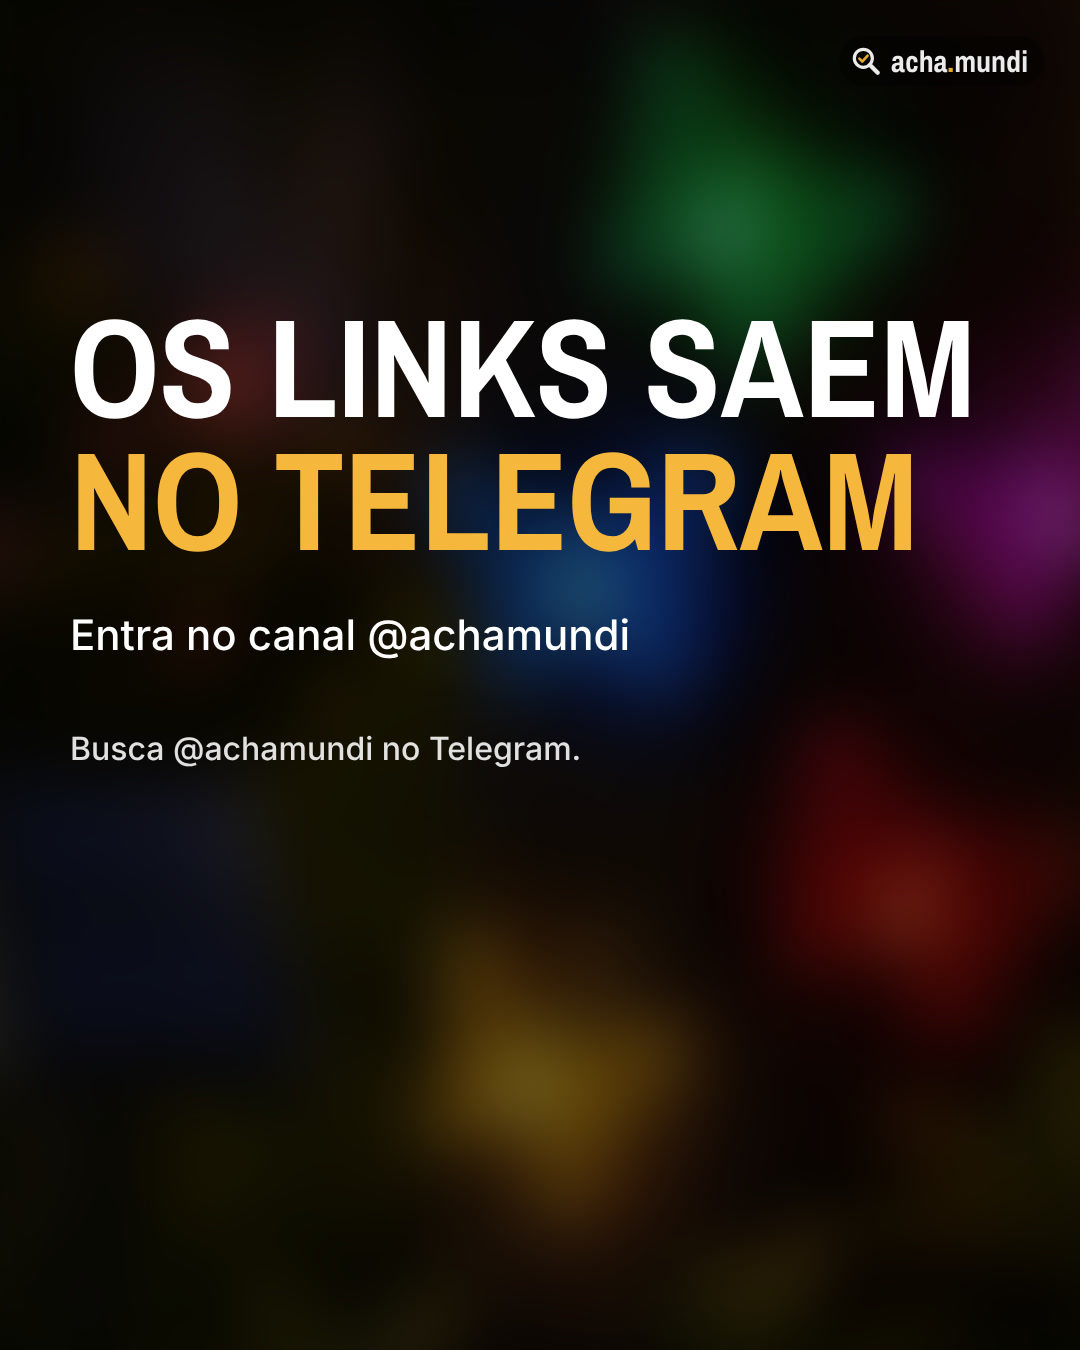 acha.mundi
OS LINKS SAEM
NO TELEGRAM
Entra no canal @achamundi
Busca @achamundi no Telegram.